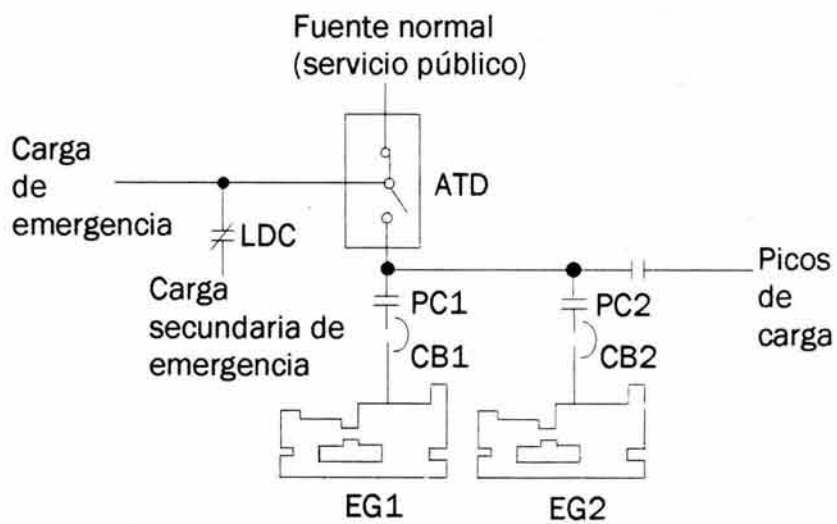 Fuente normal
(servicio público)
Carga
de
emergencia
ATD
LDC
Carga
secundaria de
emergencia
PC1
PC2
Picos
de
carga
CB1
CB2
EG1
EG2